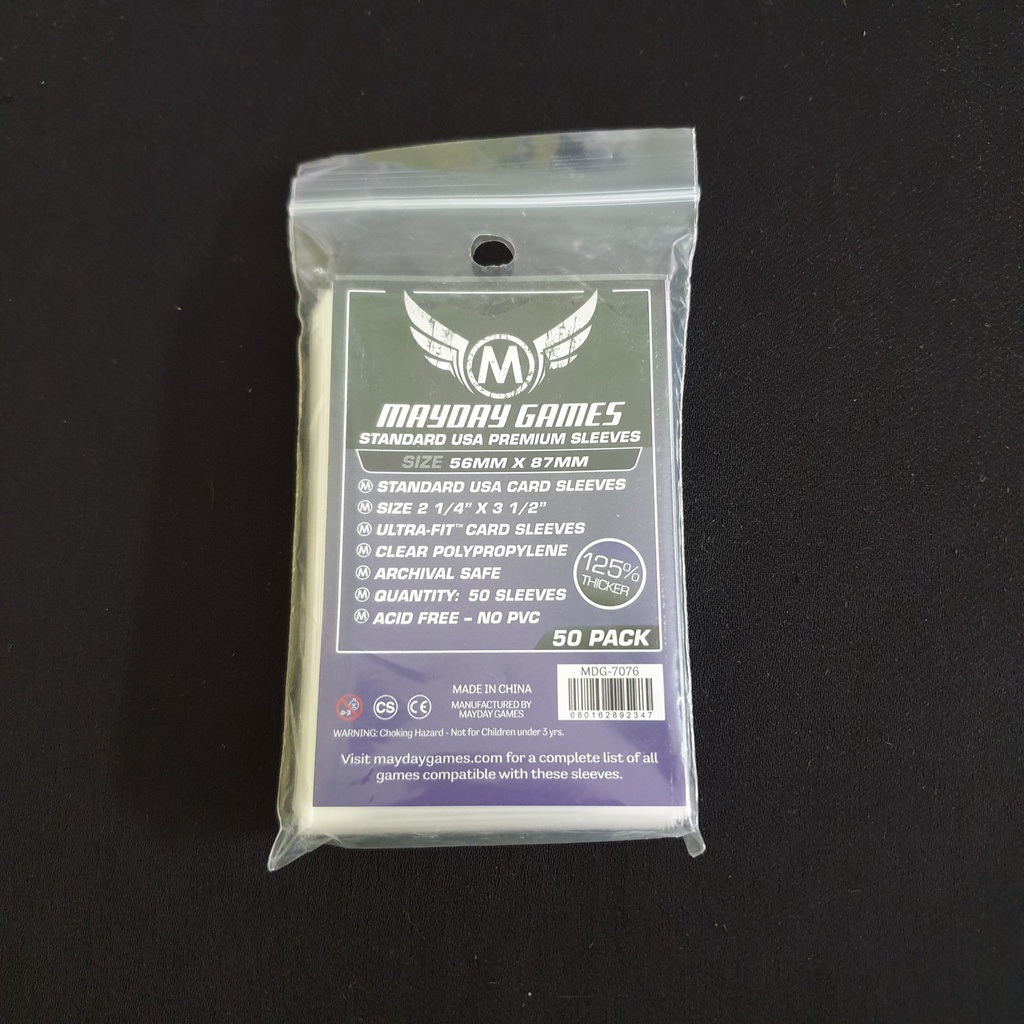 M
MAYDAY GAMES
STANDARD USA PREMIUM SLEEVES
SIZE 56MM X 87MM
M STANDARD USA CARD SLEEVES
M SIZE 2 1/4" X 3 1/2"
M ULTRA-FIT™ CARD SLEEVES
M CLEAR POLYPROPYLENE
M ARCHIVAL SAFE
M QUANTITY: 50 SLEEVES
M ACID FREE - NO PVC
125%
THICKER
50 PACK
MDG-7076
080162892347
0-3
CS
CE
MADE IN CHINA
MANUFACTURED BY
MAYDAY GAMES
WARNING: Choking Hazard - Not for Children under 3 yrs.
Visit maydaygames.com for a complete list of all
games compatible with these sleeves.